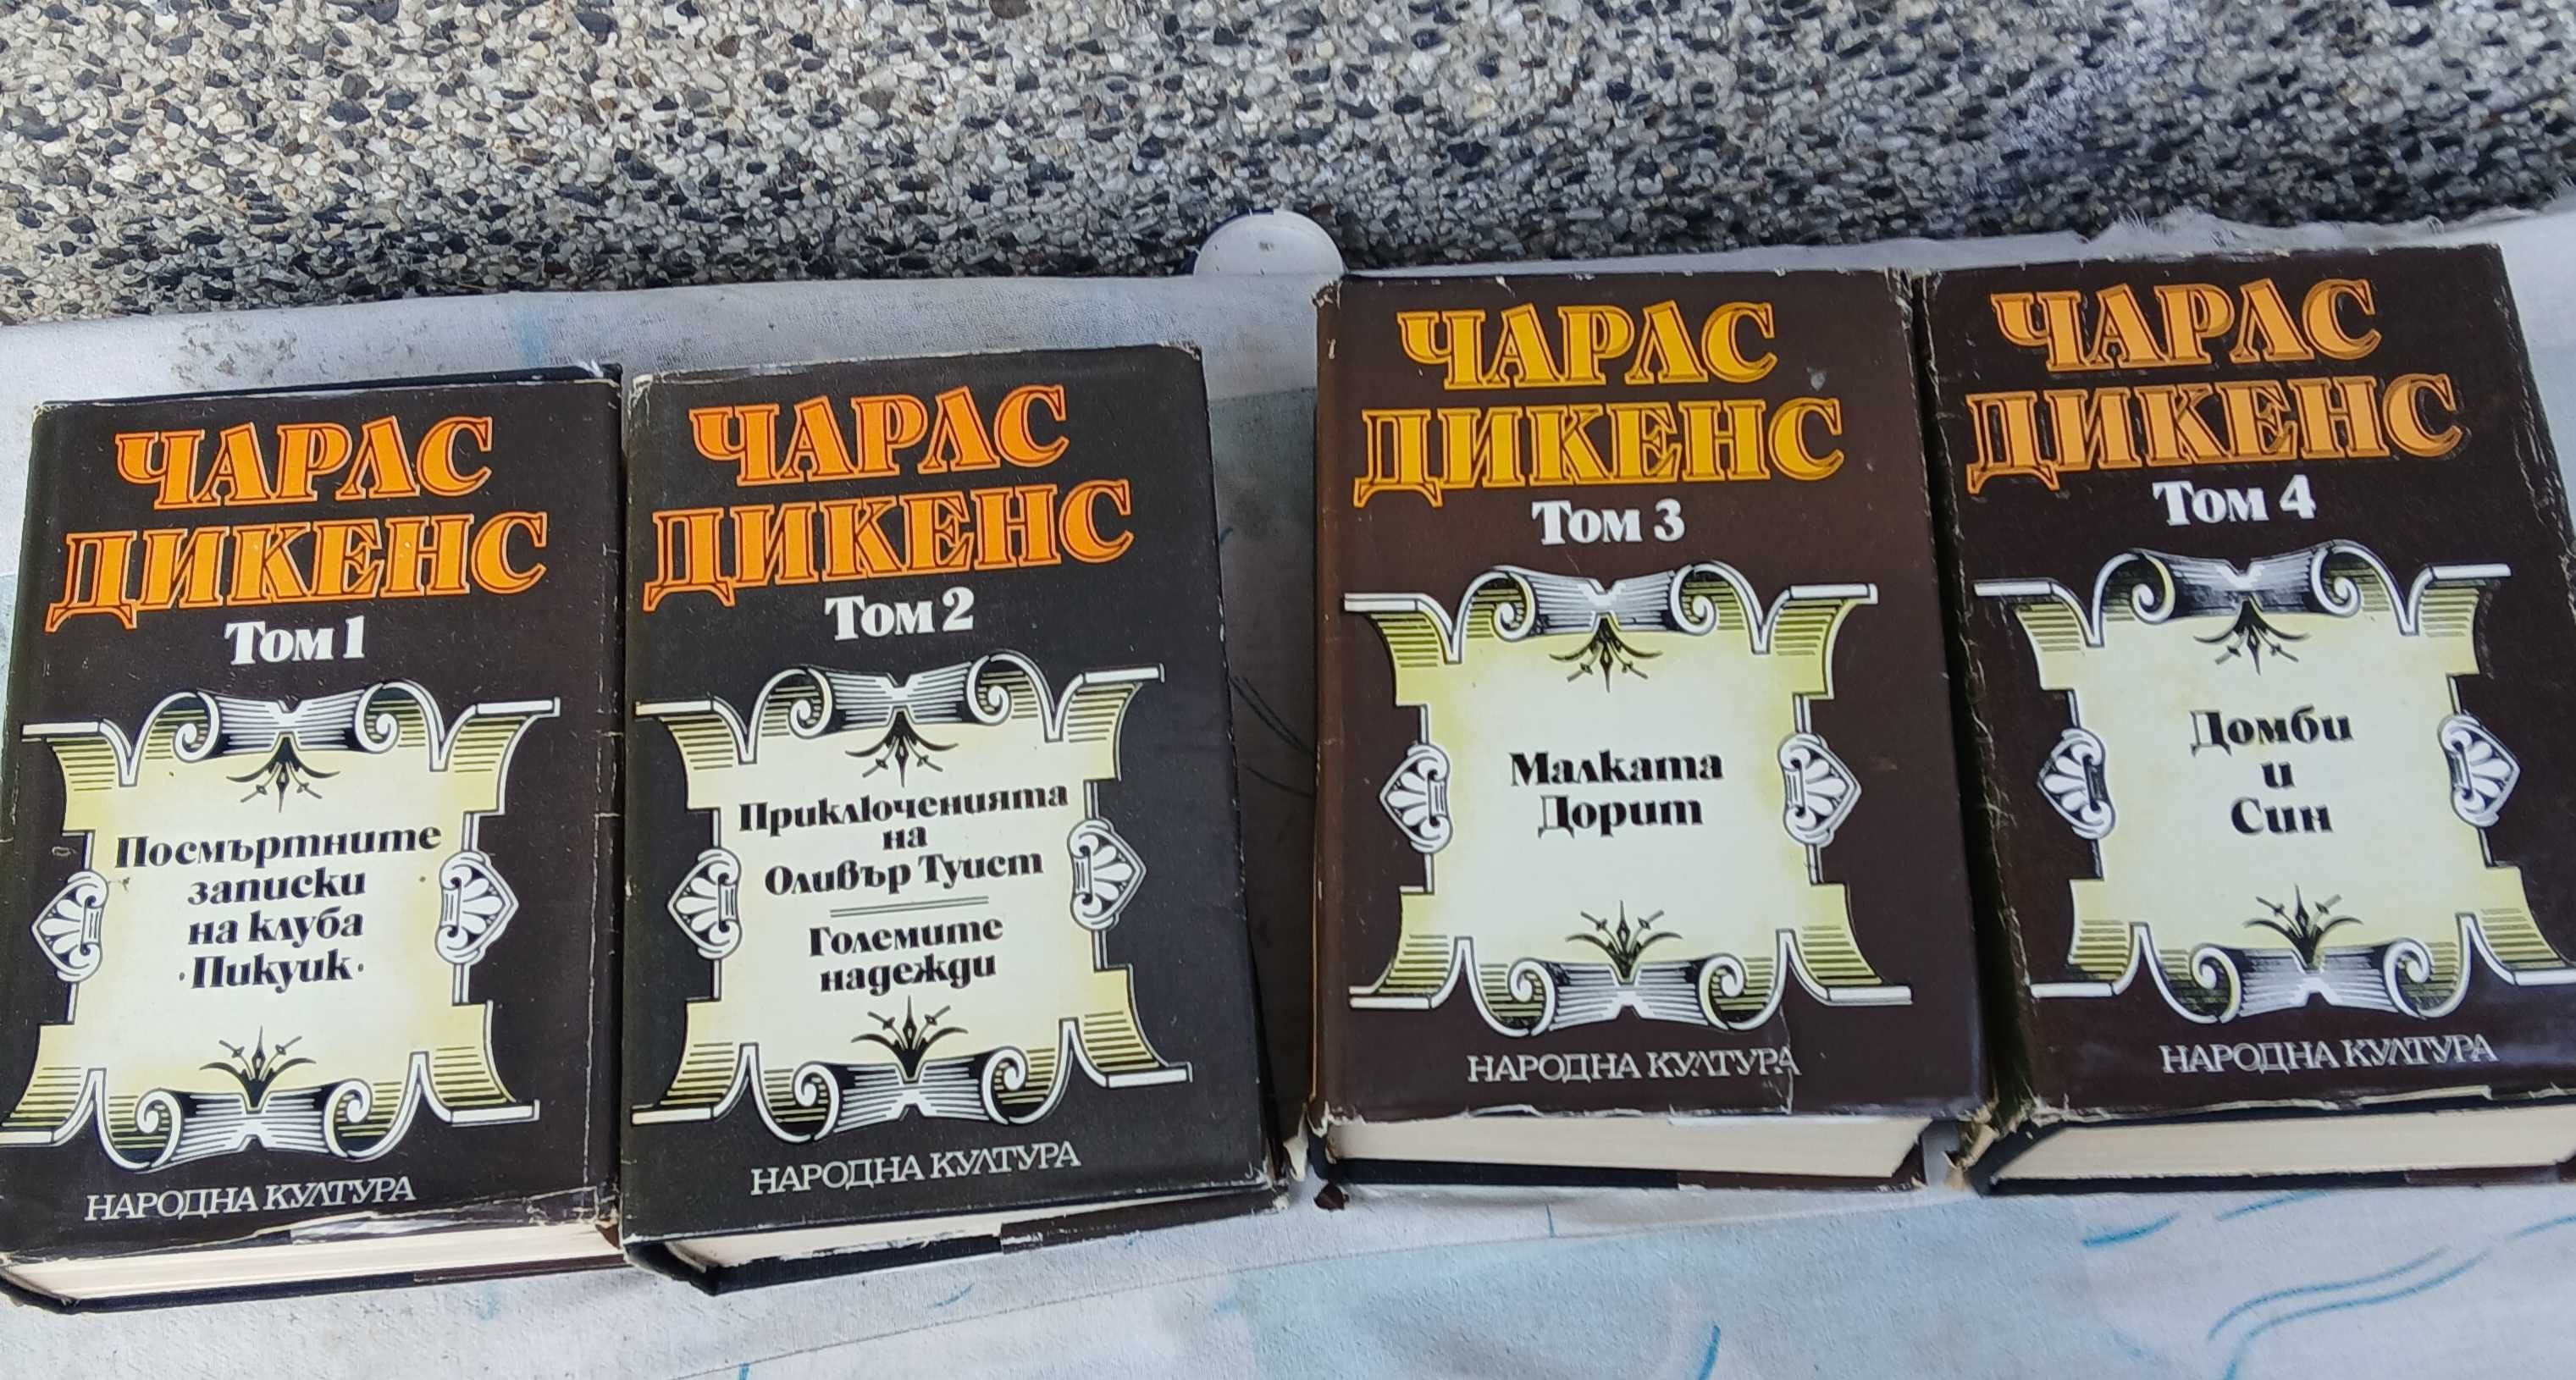 ЧАРЛС
ДИКЕНС
Том 1
Посмъртните
записки
на клуба
·Пикуик·
НАРОДНА КУЛТУРА
ЧАРЛС
ДИКЕНС
Том 2
Приключенията
на
Оливър Туист
Големите
надежди
НАРОДНА КУЛТУРА
ЧАРЛС
ДИКЕНС
Том 3
Малката
Дорит
НАРОДНА КУЛТУРА
ЧАРЛС
ДИКЕНС
Том 4
Домби
и
Син
НАРОДНА КУЛТУРА